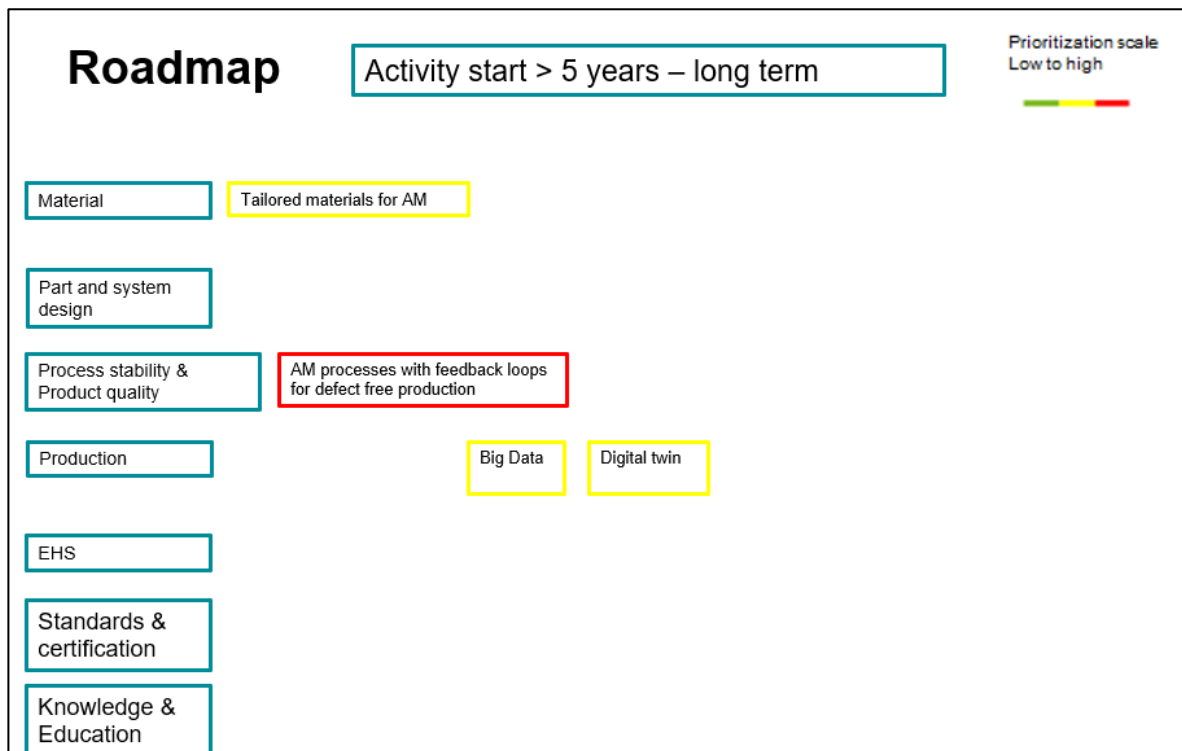 Roadmap
Activity start > 5 years – long term
Prioritization scale
Low to high
Material
Tailored materials for AM
Part and system
design
Process stability &
Product quality
AM processes with feedback loops
for defect free production
Production
Big Data
Digital twin
EHS
Standards &
certification
Knowledge &
Education